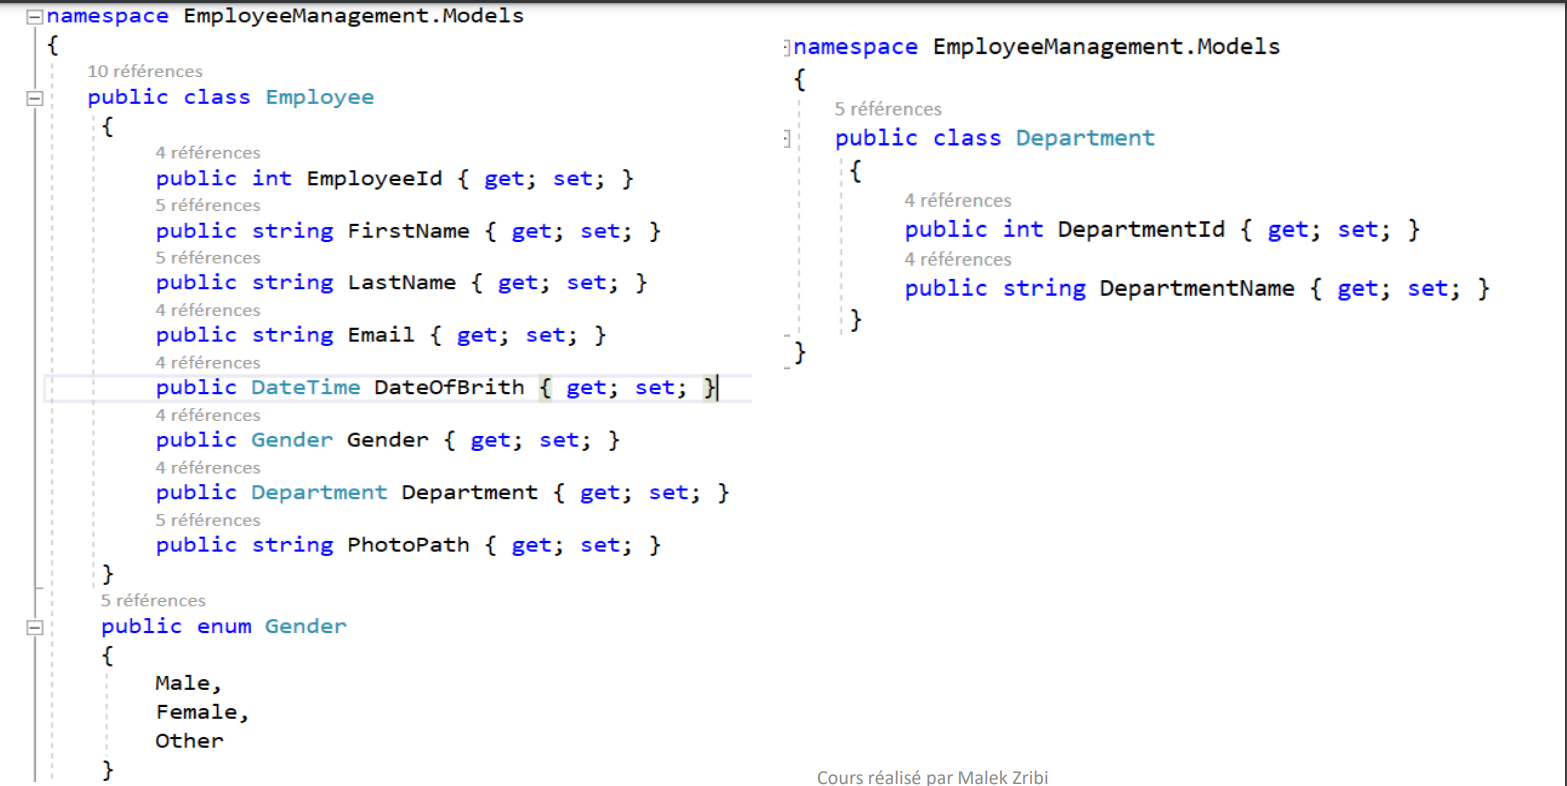 namespace EmployeeManagement.Models
{
10 références
public class Employee
{
4 références
public int EmployeeId { get; set; }
5 références
public string FirstName { get; set; }
5 références
public string LastName { get; set; }
4 références
public string Email { get; set; }
4 références
public DateTime DateOfBrith { get; set; }
4 références
public Gender Gender { get; set; }
4 références
public Department Department { get; set; }
5 références
public string PhotoPath { get; set; }
}
5 références
public enum Gender
{
Male,
Female,
Other
}
namespace EmployeeManagement.Models
{
5 références
public class Department
{
4 références
public int DepartmentId { get; set; }
4 références
public string DepartmentName { get; set; }
}
}
Cours réalisé par Malek Zribi